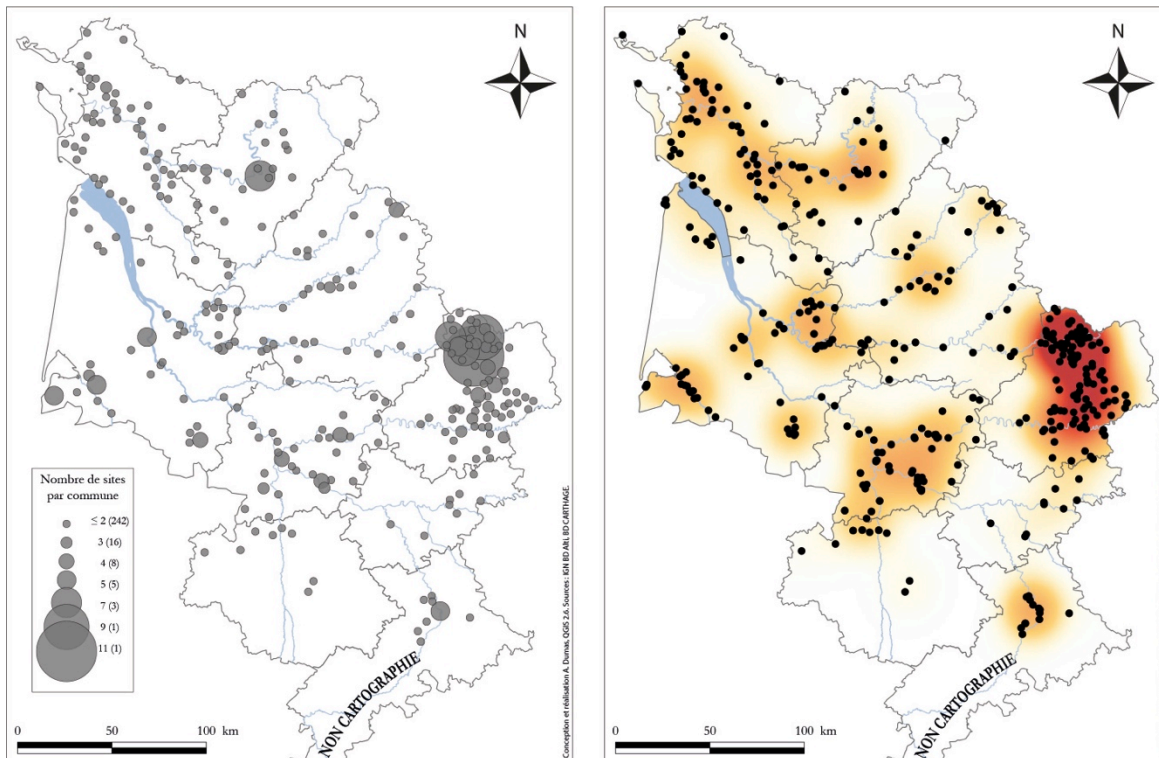 N
Nombre de sites
par commune
≤ 2 (242)
3 (16)
4 (8)
5 (5)
7 (3)
9 (1)
11 (1)
0 50 100 km
NON CARTOGRAPHIE
Conception et réalisation A. Dumas, QGIS 2.6. Sources : IGN BD Alti, BD CARTHAGE.
N
0 50 100 km
NON CARTOGRAPHIE